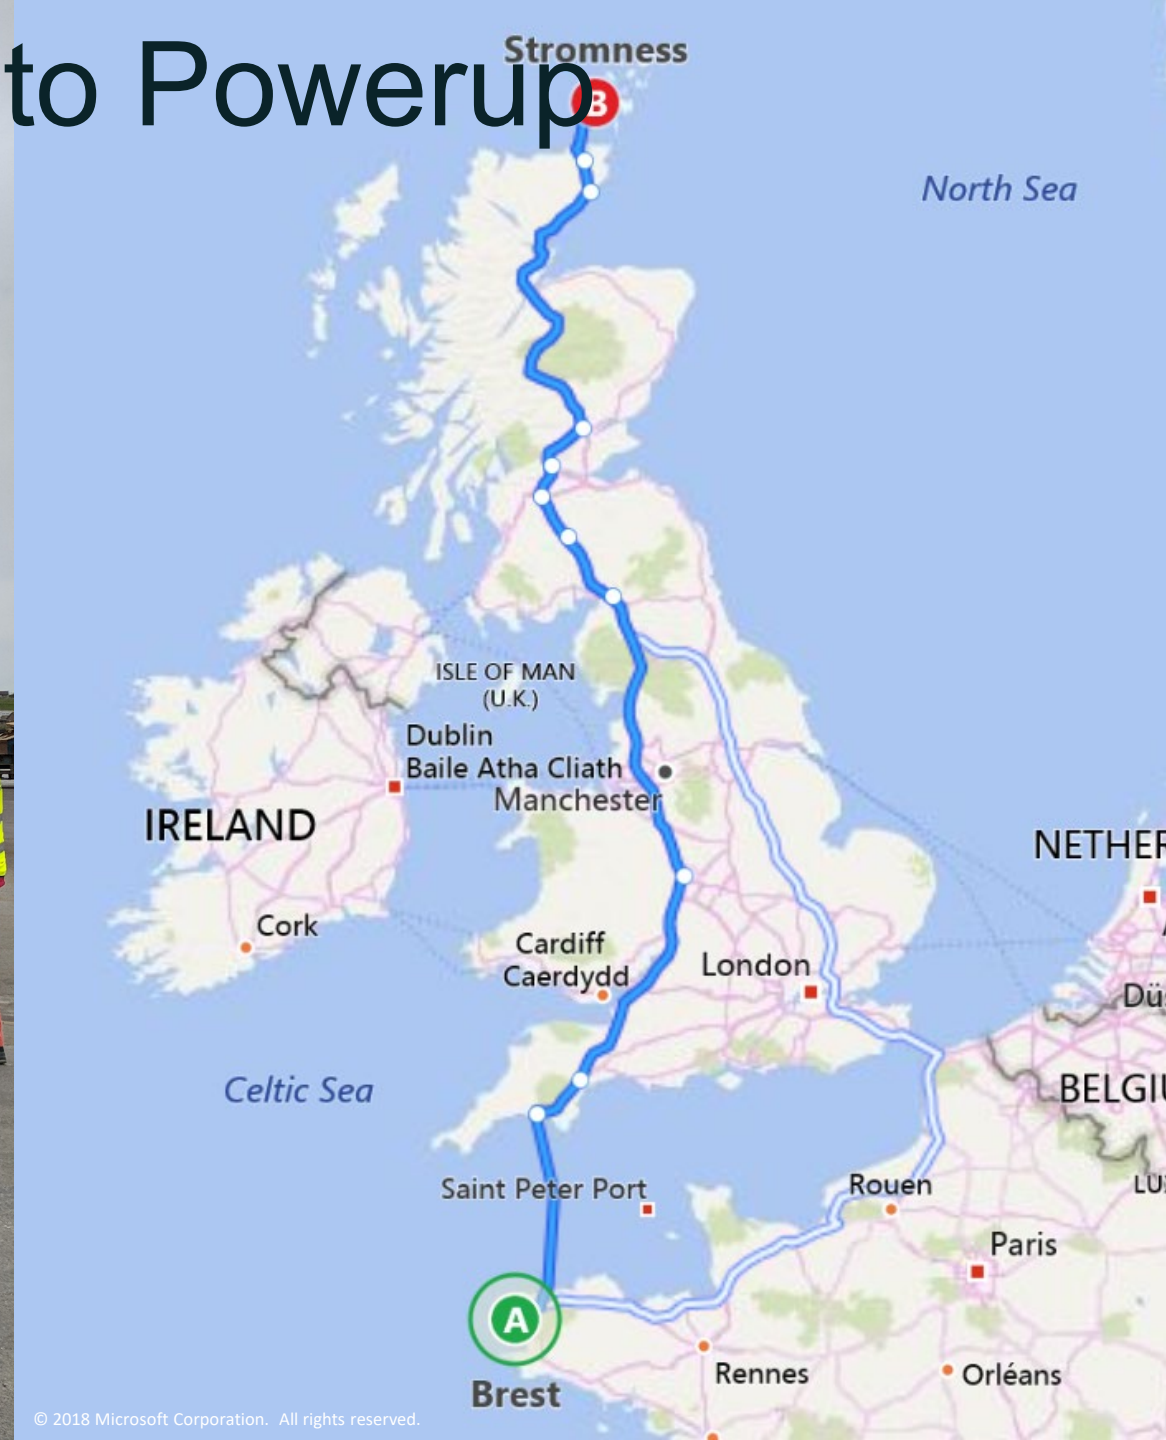 to Powerup
Stromness
B
North Sea
ISLE OF MAN
(U.K.)
Dublin
Baile Atha Cliath
Manchester
IRELAND
NETHER
Cork
Cardiff
Caerdydd
London
Dü
Celtic Sea
BELGIU
Saint Peter Port
Rouen
LU
Paris
A
Rennes
Orléans
Brest
© 2018 Microsoft Corporation. All rights reserved.